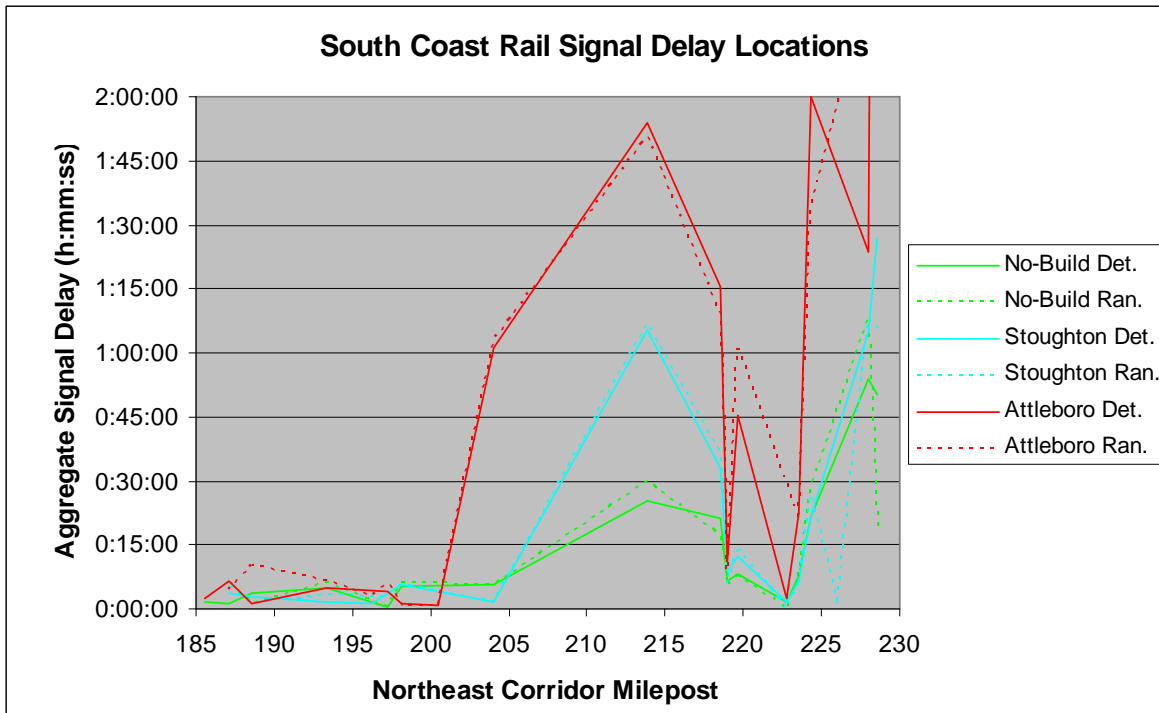 South Coast Rail Signal Delay Locations
Aggregate Signal Delay (h:mm:ss)
2:00:00
1:45:00
1:30:00
1:15:00
1:00:00
0:45:00
0:30:00
0:15:00
0:00:00
185 190 195 200 205 210 215 220 225 230
Northeast Corridor Milepost
No-Build Det.
No-Build Ran.
Stoughton Det.
Stoughton Ran.
Attleboro Det.
Attleboro Ran.